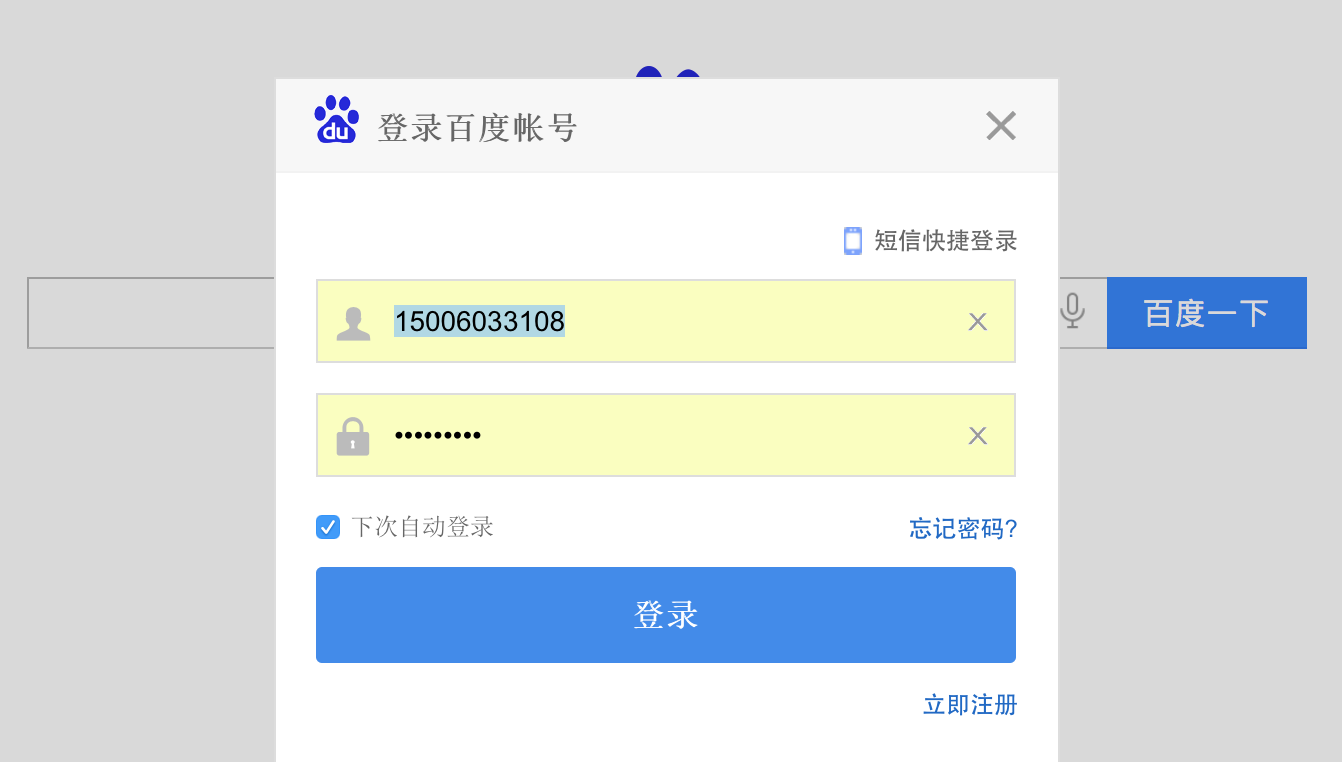 du 登录百度帐号
短信快捷登录
15006033108
百度一下
•••••••••
下次自动登录 忘记密码?
登录
立即注册